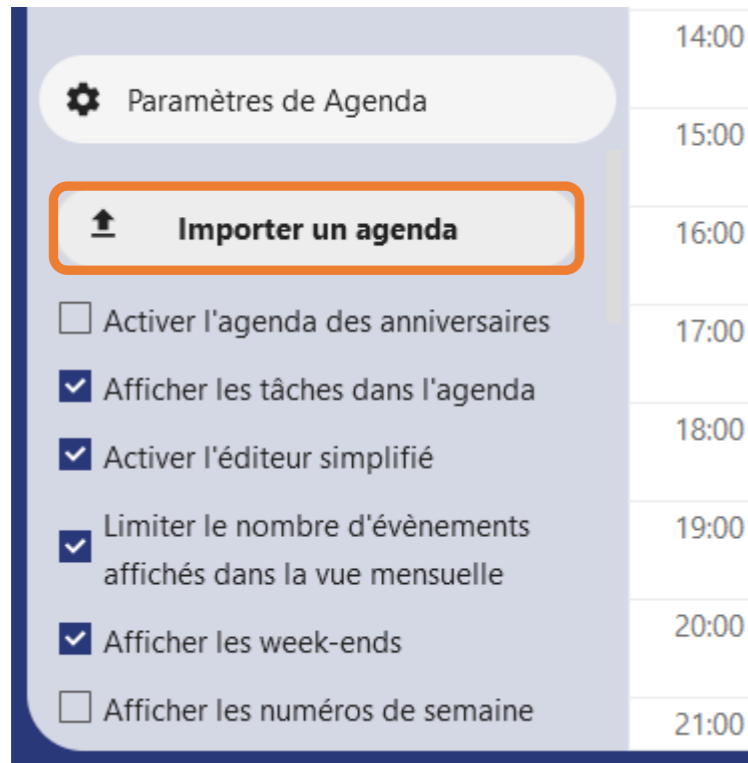 Paramètres de Agenda
Importer un agenda
Activer l'agenda des anniversaires
Afficher les tâches dans l'agenda
Activer l'éditeur simplifié
Limiter le nombre d'évènements
affichés dans la vue mensuelle
Afficher les week-ends
Afficher les numéros de semaine
14:00
15:00
16:00
17:00
18:00
19:00
20:00
21:00